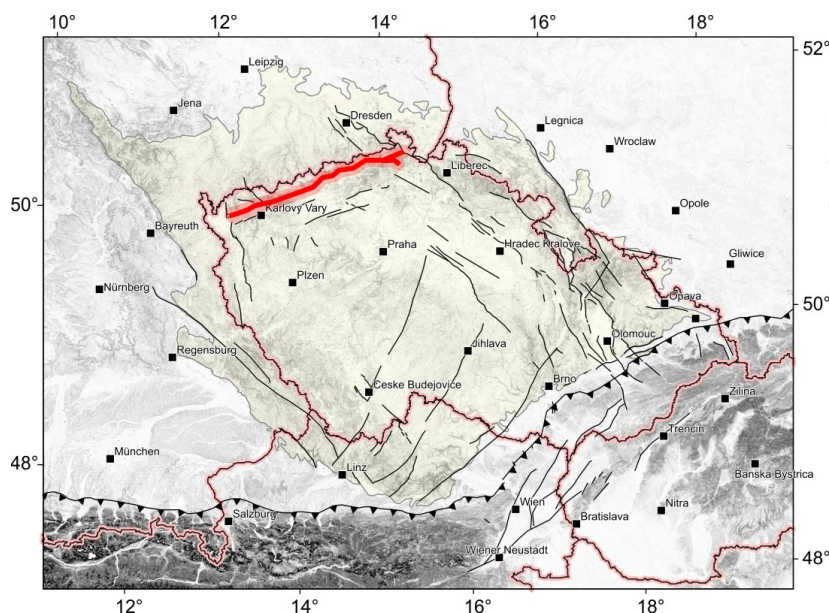 10°
12°
14°
16°
18°
52°
Leipzig
Jena
Dresden
Legnica
Wroclaw
Liberec
50°
Karlovy Vary
Opole
Bayreuth
Praha
Hradec Kralove
Gliwice
Plzen
Nürnberg
Opava
50°
Olomouc
Regensburg
Jihlava
Ceske Budejovice
Brno
Zilina
Trencin
48°
München
Linz
Banska Bystrica
Wien
Nitra
Salzburg
Bratislava
Wiener Neustadt
48°
12°
14°
16°
18°